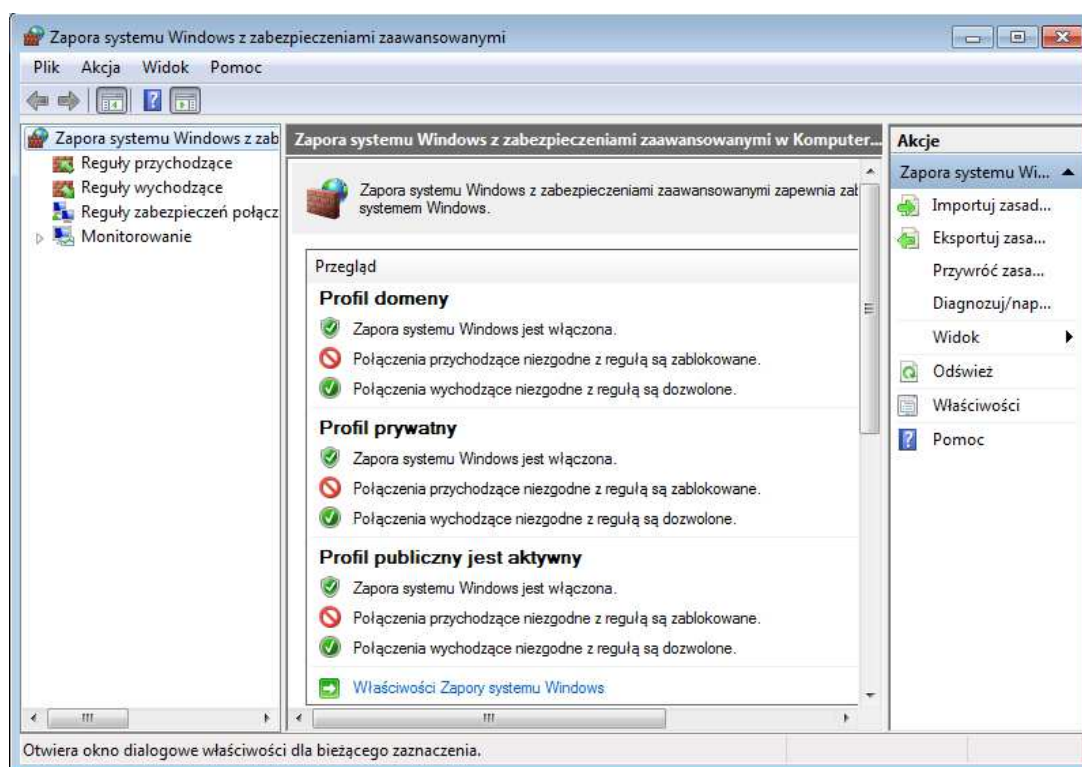 Zapora systemu Windows z zabezpieczeniami zaawansowanymi
Plik Akcja Widok Pomoc
Zapora systemu Windows z zab
Reguły przychodzące
Reguły wychodzące
Reguły zabezpieczeń połącz
Monitorowanie
Zapora systemu Windows z zabezpieczeniami zaawansowanymi w Komputer...
Zapora systemu Windows z zabezpieczeniami zaawansowanymi zapewnia zab
systemem Windows.
Przegląd
Profil domeny
Zapora systemu Windows jest włączona.
Połączenia przychodzące niezgodne z regułą są zablokowane.
Połączenia wychodzące niezgodne z regułą są dozwolone.
Profil prywatny
Zapora systemu Windows jest włączona.
Połączenia przychodzące niezgodne z regułą są zablokowane.
Połączenia wychodzące niezgodne z regułą są dozwolone.
Profil publiczny jest aktywny
Zapora systemu Windows jest włączona.
Połączenia przychodzące niezgodne z regułą są zablokowane.
Połączenia wychodzące niezgodne z regułą są dozwolone.
Właściwości Zapory systemu Windows
Akcje
Zapora systemu Wi...
Importuj zasad...
Eksportuj zasa...
Przywróć zasa...
Diagnozuj/nap...
Widok
Odśwież
Właściwości
Pomoc
Otwiera okno dialogowe właściwości dla bieżącego zaznaczenia.